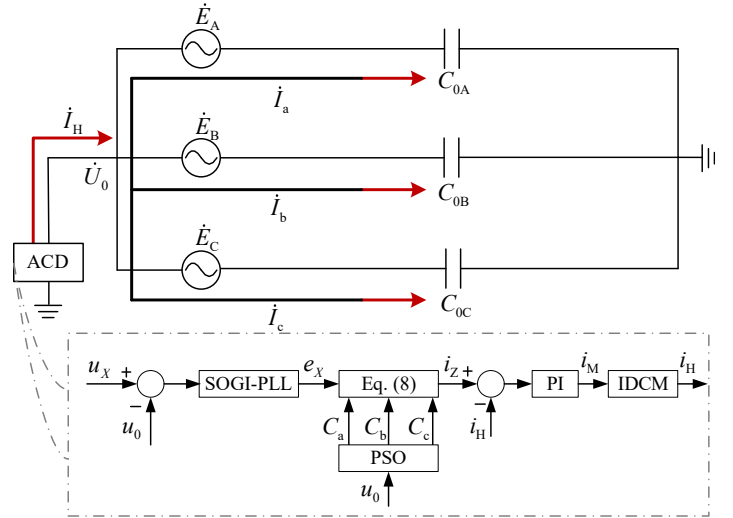 Ė_A
C_0A
İ_a
İ_H
Ė_B
U̇_0
C_0B
İ_b
ACD
Ė_C
C_0C
İ_c
u_X + − u_0
SOGI-PLL
e_X
Eq. (8)
i_Z + − i_H
PI
i_M
IDCM
i_H
C_a C_b C_c
PSO
u_0